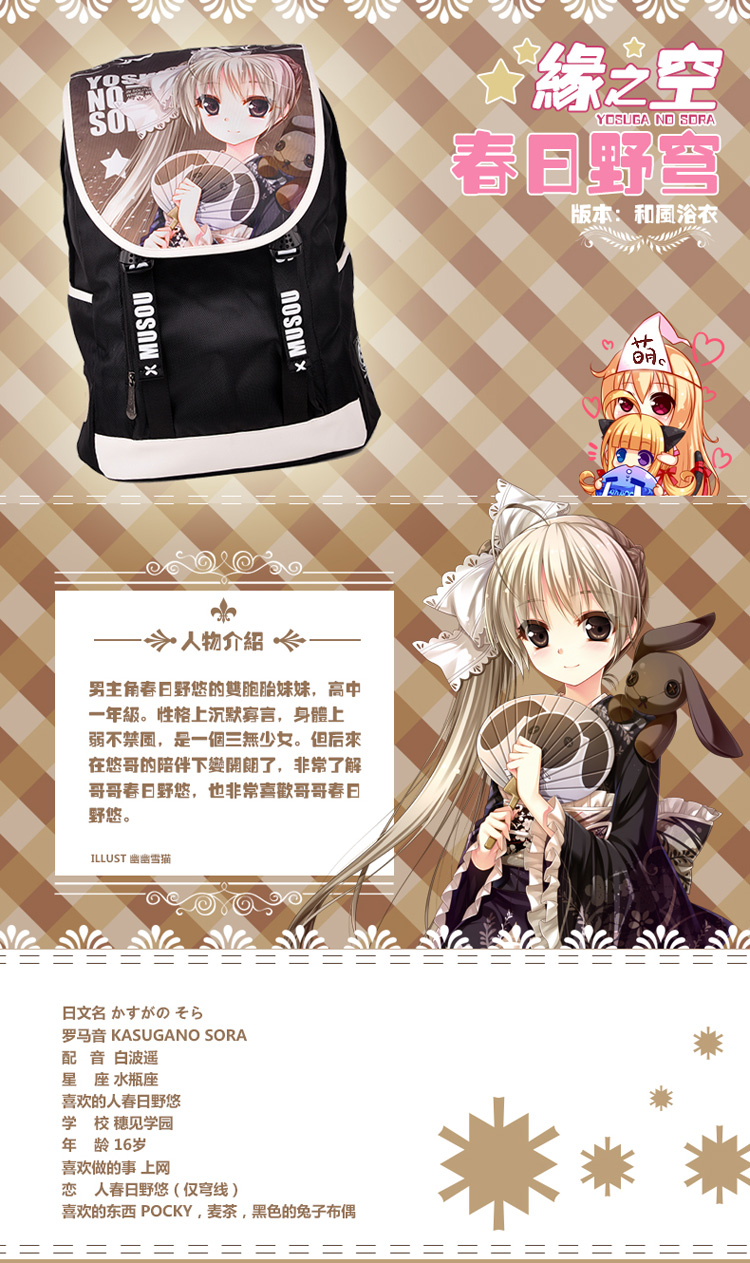 緣之空
YOSUGA NO SORA
春日野穹
版本：和風浴衣
YOSU
NO
SO
MUSOU
MUSOU
萌。
人物介紹
男主角春日野悠的雙胞胎妹妹，高中
一年級。性格上沉默寡言，身體上
弱不禁風，是一個三無少女。但后來
在悠哥的陪伴下變開朗了，非常了解
哥哥春日野悠，也非常喜歡哥哥春日
野悠。
ILLUST 幽幽雪猫
日文名 かすがの そら
罗马音 KASUGANO SORA
配 音 白波遥
星 座 水瓶座
喜欢的人春日野悠
学 校 穗见学园
年 龄 16岁
喜欢做的事 上网
恋 人春日野悠（仅穹线）
喜欢的东西 POCKY，麦茶，黑色的兔子布偶